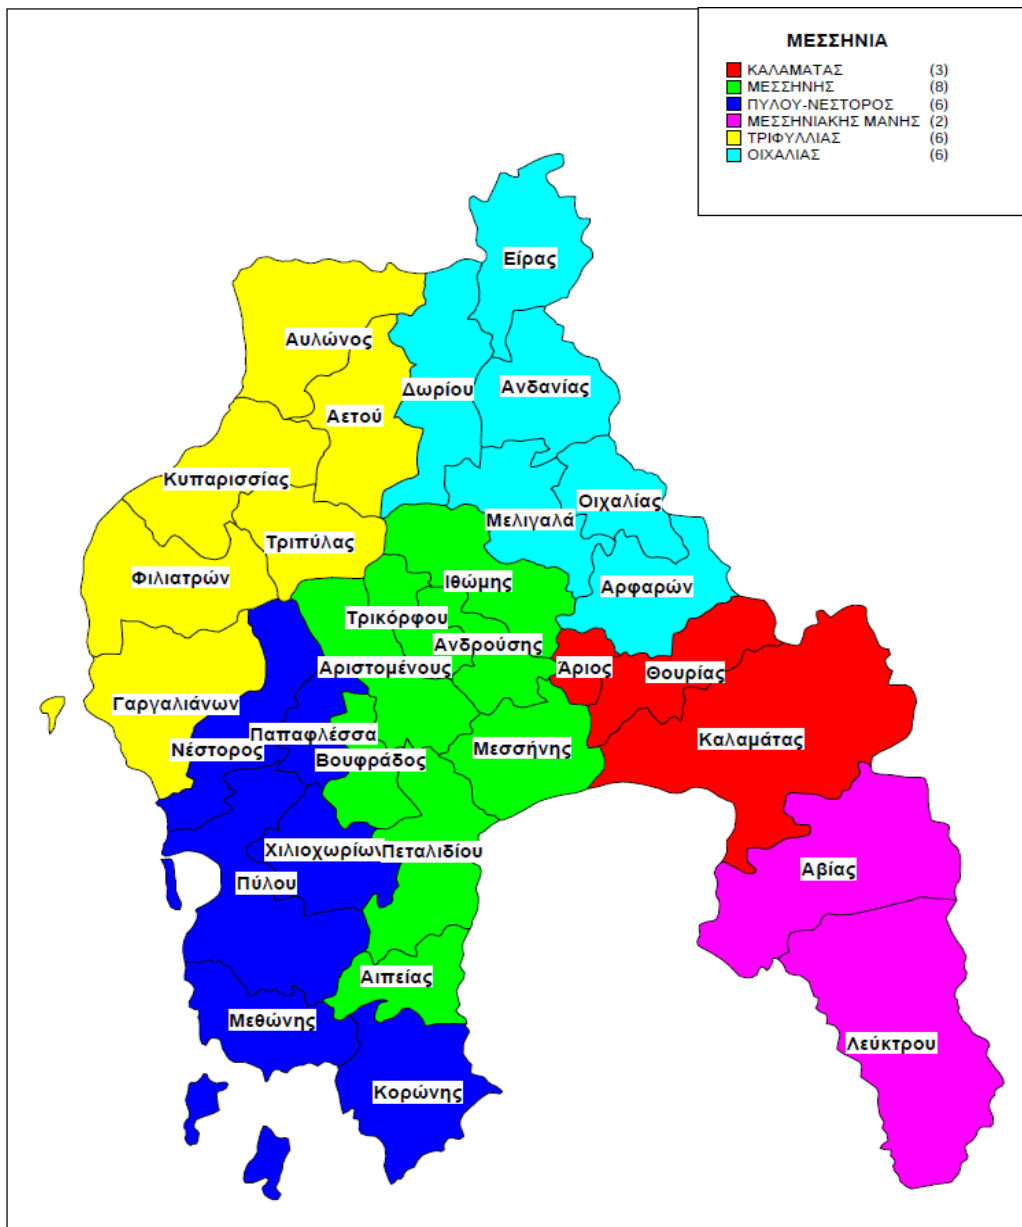 ΜΕΣΣΗΝΙΑ
ΚΑΛΑΜΑΤΑΣ (3)
ΜΕΣΣΗΝΗΣ (8)
ΠΥΛΟΥ-ΝΕΣΤΟΡΟΣ (6)
ΜΕΣΣΗΝΙΑΚΗΣ ΜΑΝΗΣ (2)
ΤΡΙΦΥΛΛΙΑΣ (6)
ΟΙΧΑΛΙΑΣ (6)
Είρας
Αυλώνος
Δωρίου
Ανδανίας
Αετού
Κυπαρισσίας
Οιχαλίας
Μελιγαλά
Τριπύλας
Φιλιατρών
Ιθώμης
Αρφαρών
Τρικόρφου
Ανδρούσης
Αριστομένους
Άριος
Θουρίας
Γαργαλιάνων
Παπαφλέσσα
Καλαμάτας
Νέστορος
Μεσσήνης
Βουφράδος
Χιλιοχωρίων
Πεταλιδίου
Αβίας
Πύλου
Αιπείας
Μεθώνης
Λεύκτρου
Κορώνης